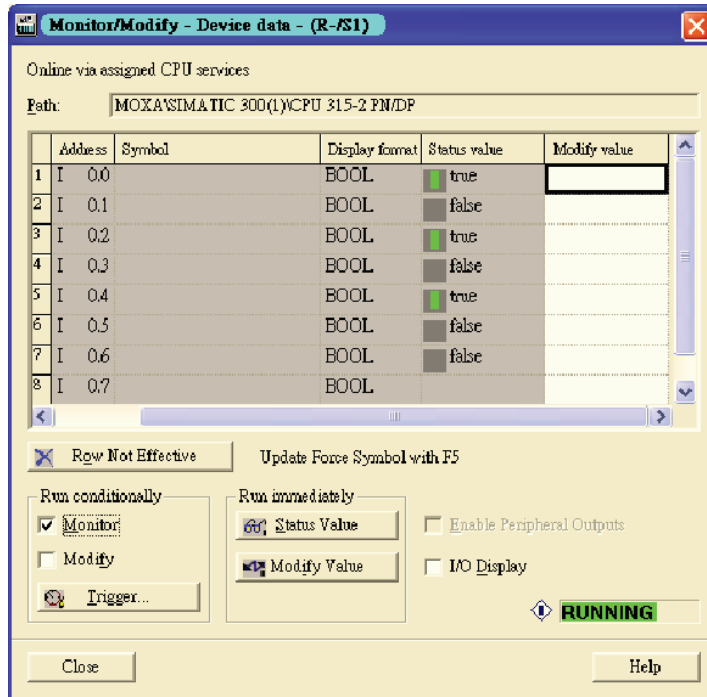 Monitor/Modify - Device data - (R-/S1)
Online via assigned CPU services
Path: MOXA\SIMATIC 300(1)\CPU 315-2 PN/DP
Address Symbol Display format Status value Modify value
1 I 0.0 BOOL true
2 I 0.1 BOOL false
3 I 0.2 BOOL true
4 I 0.3 BOOL false
5 I 0.4 BOOL true
6 I 0.5 BOOL false
7 I 0.6 BOOL false
8 I 0.7 BOOL
Row Not Effective Update Force Symbol with F5
Run conditionally Run immediately
Monitor Status Value Enable Peripheral Outputs
Modify Modify Value I/O Display
Trigger...
RUNNING
Close Help